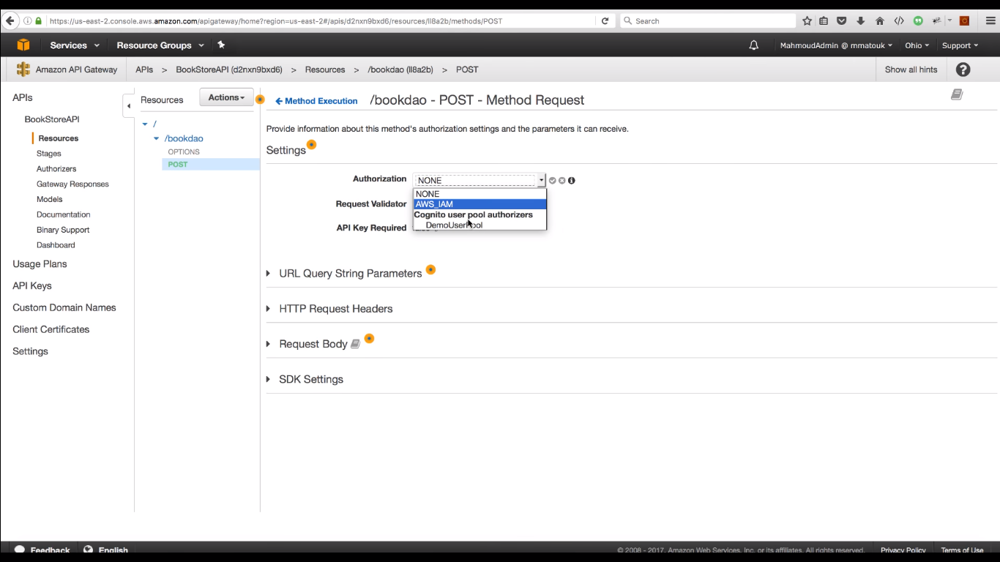 https://us-east-2.console.aws.amazon.com/apigateway/home?region=us-east-2#/apis/d2nxn9bxd6/resources/ll8a2b/methods/POST
Search
Services
Resource Groups
MahmoudAdmin @ mmatouk
Ohio
Support
Amazon API Gateway
APIs > BookStoreAPI (d2nxn9bxd6) > Resources > /bookdao (ll8a2b) > POST
Show all hints
APIs
BookStoreAPI
Resources
Stages
Authorizers
Gateway Responses
Models
Documentation
Binary Support
Dashboard
Usage Plans
API Keys
Custom Domain Names
Client Certificates
Settings
Resources
Actions
/
/bookdao
OPTIONS
POST
Method Execution
/bookdao - POST - Method Request
Provide information about this method's authorization settings and the parameters it can receive.
Settings
Authorization
NONE
NONE
AWS_IAM
Cognito user pool authorizers
DemoUserPool
Request Validator
API Key Required
URL Query String Parameters
HTTP Request Headers
Request Body
SDK Settings
Feedback
English
© 2008 - 2017, Amazon Web Services, Inc. or its affiliates. All rights reserved.
Privacy Policy
Terms of Use